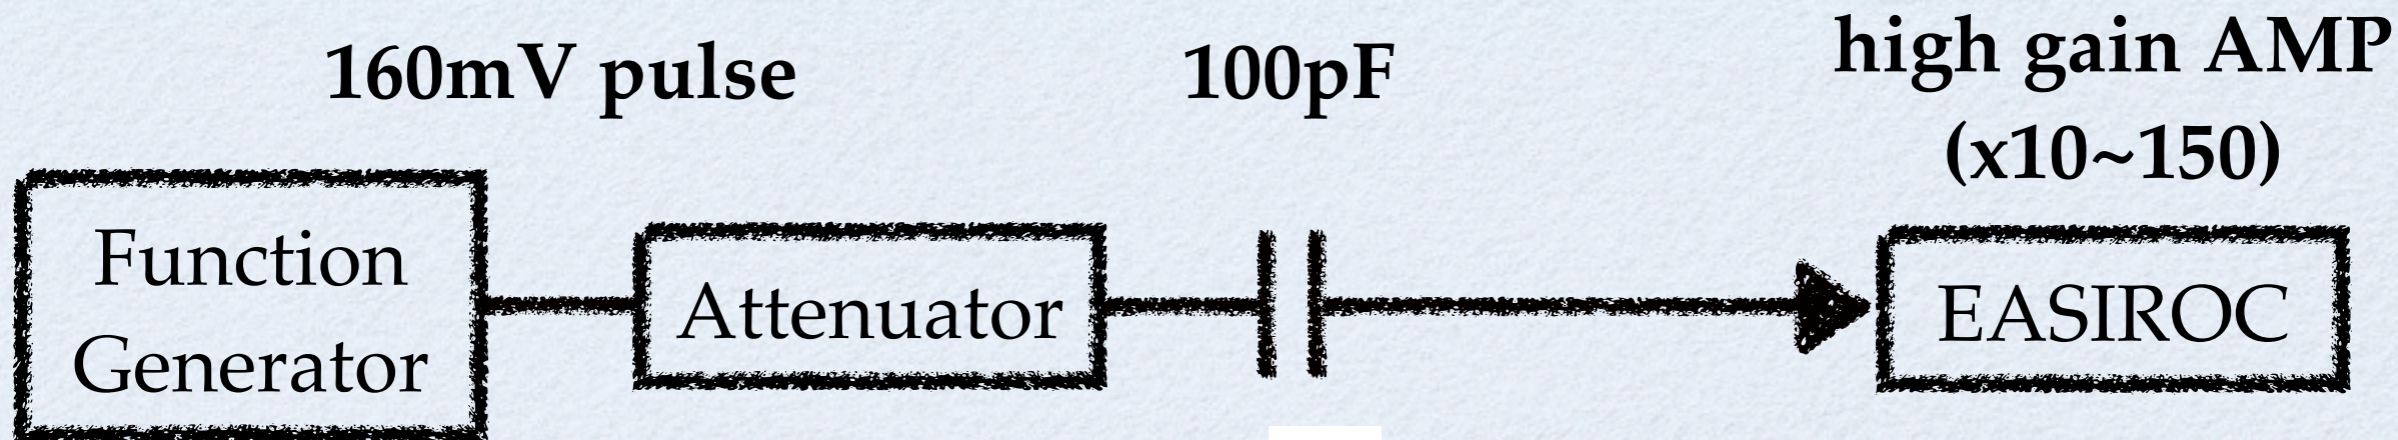 160mV pulse
100pF
high gain AMP
(x10~150)
Function
Generator
Attenuator
EASIROC